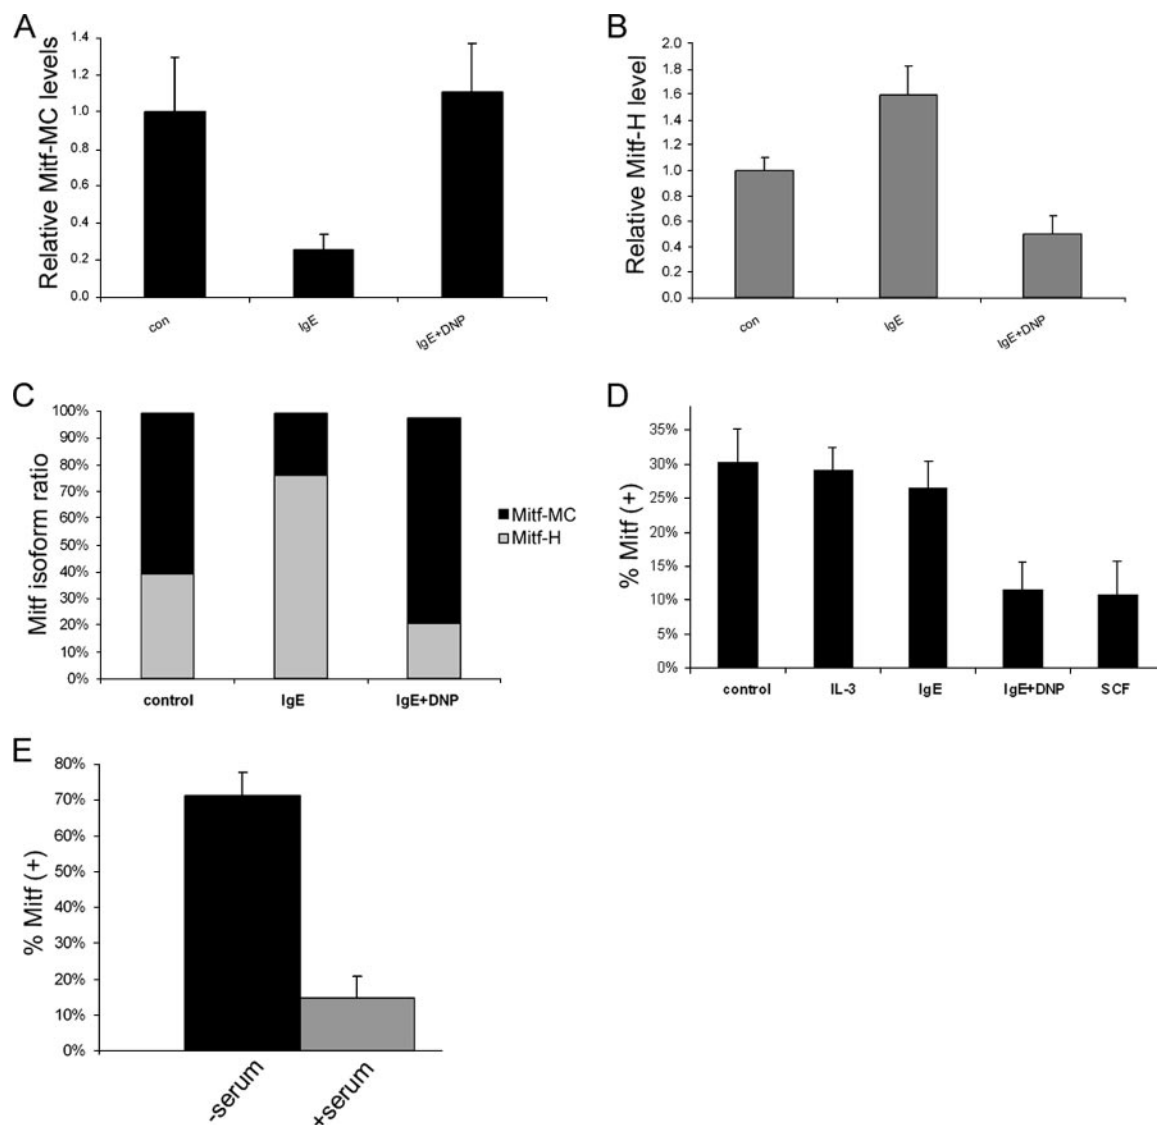 A
Relative Mitf-MC levels
1.4
1.2
1.0
0.8
0.6
0.4
0.2
0.0
con
IgE
IgE+DNP
B
Relative Mitf-H level
2.0
1.8
1.6
1.4
1.2
1.0
0.8
0.6
0.4
0.2
0.0
con
IgE
IgE+DNP
C
Mitf isoform ratio
100%
90%
80%
70%
60%
50%
40%
30%
20%
10%
0%
control
IgE
IgE+DNP
Mitf-MC
Mitf-H
D
% Mitf (+)
35%
30%
25%
20%
15%
10%
5%
0%
control
IL-3
IgE
IgE+DNP
SCF
E
% Mitf (+)
80%
70%
60%
50%
40%
30%
20%
10%
0%
-serum
+serum